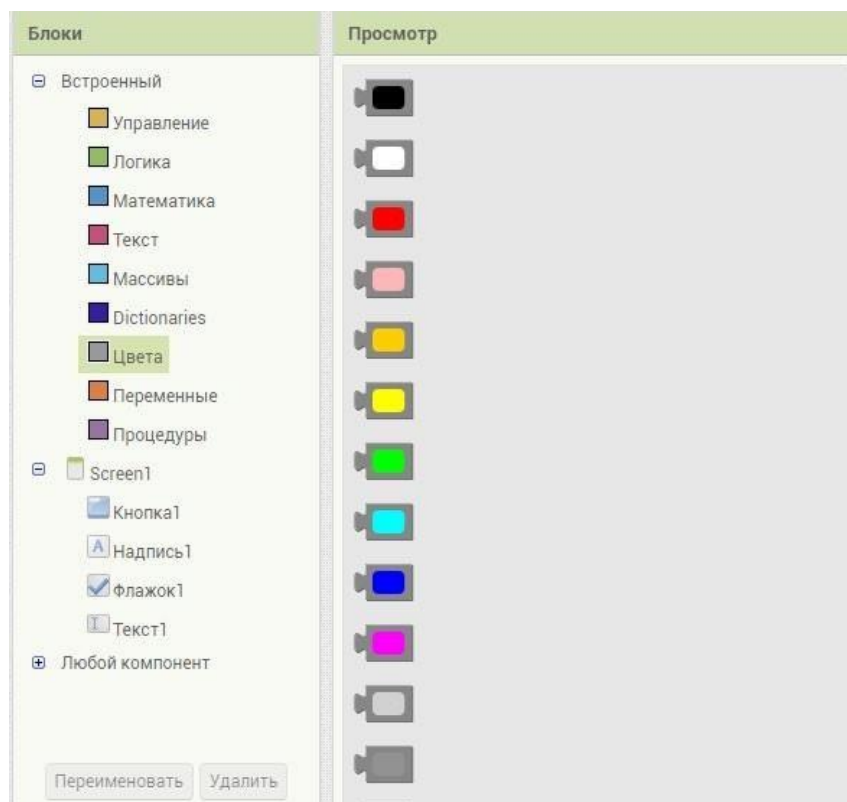 Блоки
Просмотр
Встроенный
Управление
Логика
Математика
Текст
Массивы
Dictionaries
Цвета
Переменные
Процедуры
Screen1
Кнопка1
Надпись1
Флажок1
Текст1
Любой компонент
Переименовать
Удалить